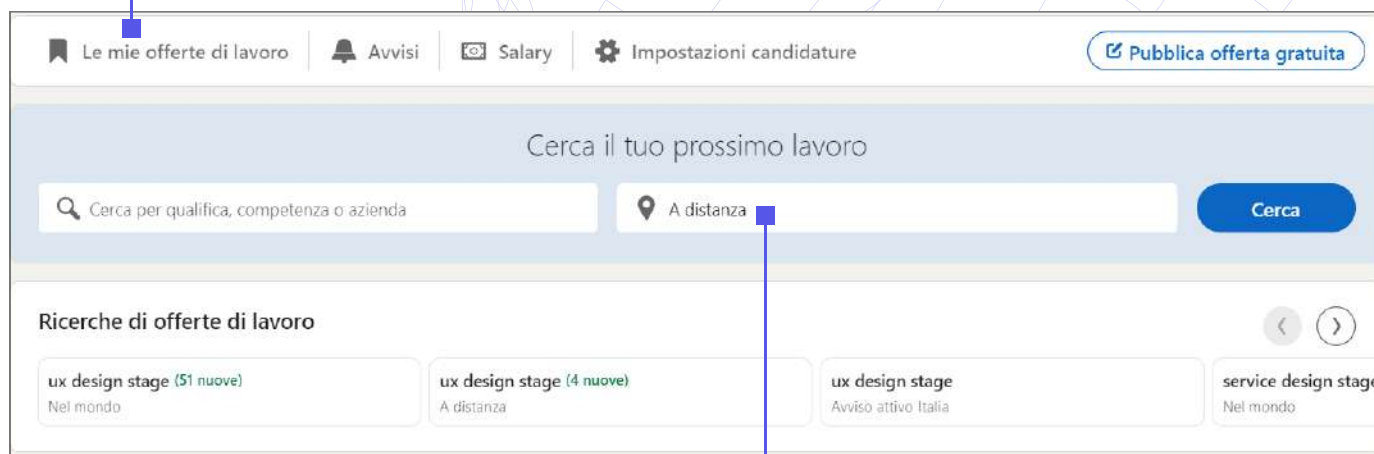 Le mie offerte di lavoro Avvisi Salary Impostazioni candidature Pubblica offerta gratuita
Cerca il tuo prossimo lavoro
Cerca per qualifica, competenza o azienda A distanza Cerca
Ricerche di offerte di lavoro
ux design stage (51 nuove) ux design stage (4 nuove) ux design stage service design stage
Nel mondo A distanza Avviso attivo Italia Nel mondo